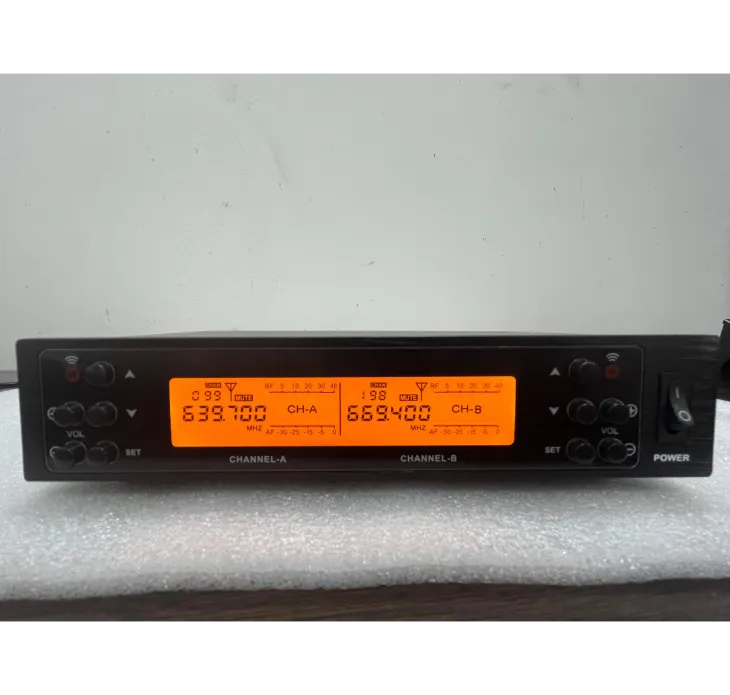 CHAN RF 5 10 20 30 40 CHAN RF 5 10 20 30 40
099 MUTE 198 MUTE
639.700 CH-A 669.400 CH-B
MHZ AF -30 -25 -15 -5 0 MHZ AF -30 -25 -15 -5 0
VOL VOL
SET SET
CHANNEL-A CHANNEL-B POWER